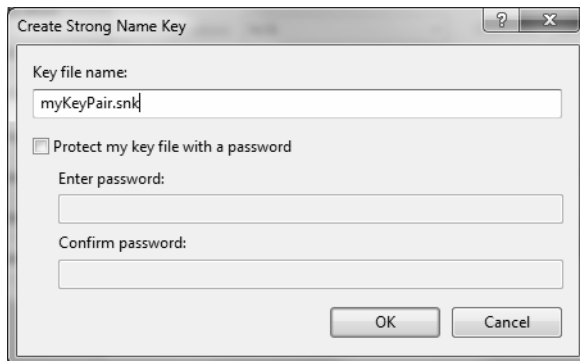 Create Strong Name Key
Key file name:
myKeyPair.snk
Protect my key file with a password
Enter password:
Confirm password:
OK
Cancel